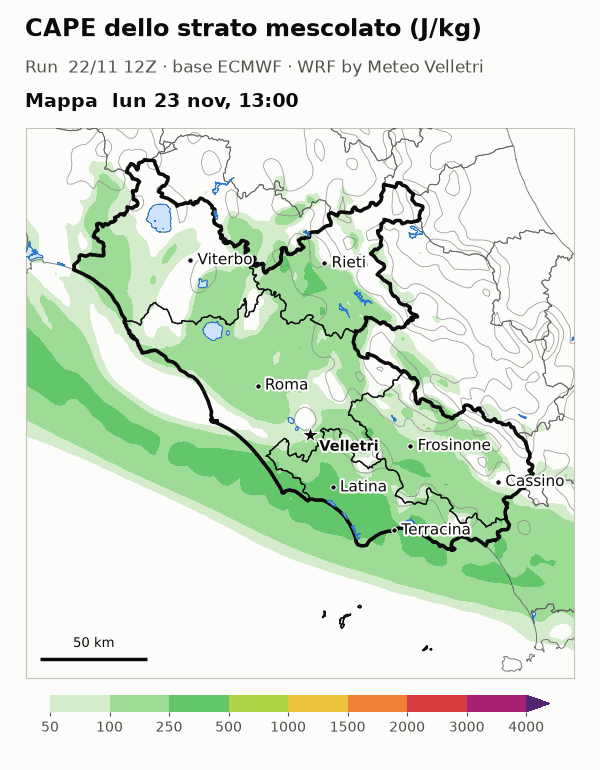 CAPE dello strato mescolato (J/kg)
Run  22/11 12Z · base ECMWF · WRF by Meteo Velletri
Mappa  lun 23 nov, 13:00
Viterbo
Rieti
Roma
Velletri
Frosinone
Cassino
Latina
Terracina
50 km
50 100 250 500 1000 1500 2000 3000 4000